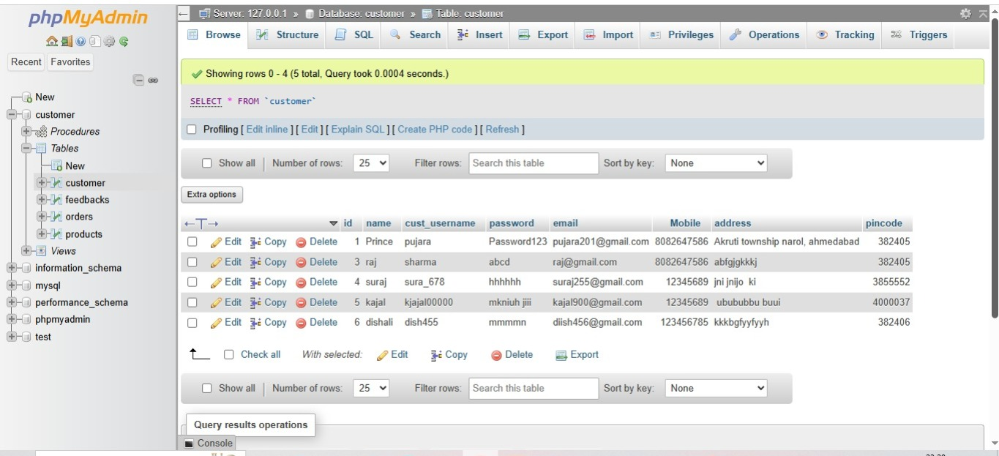 phpMyAdmin
Server: 127.0.0.1 » Database: customer » Table: customer
Browse Structure SQL Search Insert Export Import Privileges Operations Tracking Triggers
Recent Favorites
New
customer
Procedures
Tables
New
customer
feedbacks
orders
products
Views
information_schema
mysql
performance_schema
phpmyadmin
test
Showing rows 0 - 4 (5 total, Query took 0.0004 seconds.)
SELECT * FROM `customer`
Profiling [ Edit inline ] [ Edit ] [ Explain SQL ] [ Create PHP code ] [ Refresh ]
Show all Number of rows: 25 Filter rows: Search this table Sort by key: None
Extra options
←T→ id name cust_username password email Mobile address pincode
Edit Copy Delete 1 Prince pujara Password123 pujara201@gmail.com 8082647586 Akruti township narol, ahmedabad 382405
Edit Copy Delete 3 raj sharma abcd raj@gmail.com 8082647586 abfgjgkkkj 382405
Edit Copy Delete 4 suraj sura_678 hhhhhh suraj255@gmail.com 12345689 jni jnijo ki 3855552
Edit Copy Delete 5 kajal kjajal00000 mkniuh jiii kajal900@gmail.com 12345689 ubububbu buui 4000037
Edit Copy Delete 6 dishali dish455 mmmmn diish456@gmail.com 123456785 kkkbgfyyfyyh 382406
Check all With selected: Edit Copy Delete Export
Show all Number of rows: 25 Filter rows: Search this table Sort by key: None
Query results operations
Console